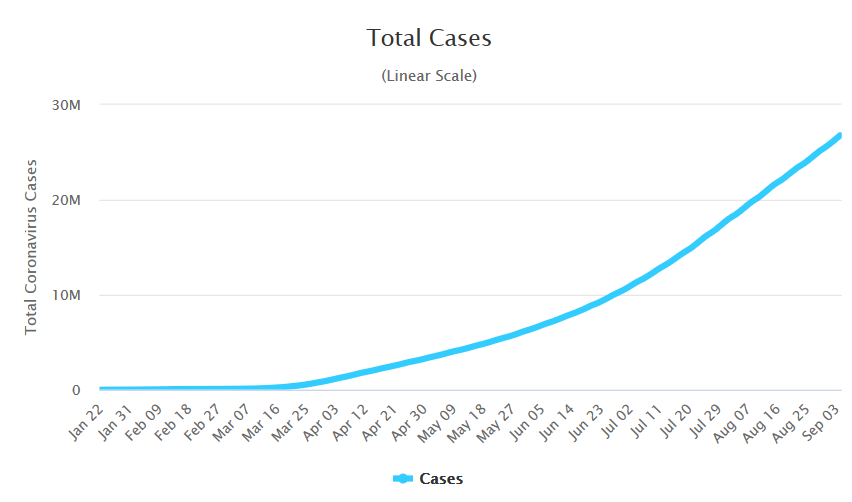 Total Cases
(Linear Scale)
Total Coronavirus Cases
30M
20M
10M
0
Jan 22
Jan 31
Feb 09
Feb 18
Feb 27
Mar 07
Mar 16
Mar 25
Apr 03
Apr 12
Apr 21
Apr 30
May 09
May 18
May 27
Jun 05
Jun 14
Jun 23
Jul 02
Jul 11
Jul 20
Jul 29
Aug 07
Aug 16
Aug 25
Sep 03
Cases